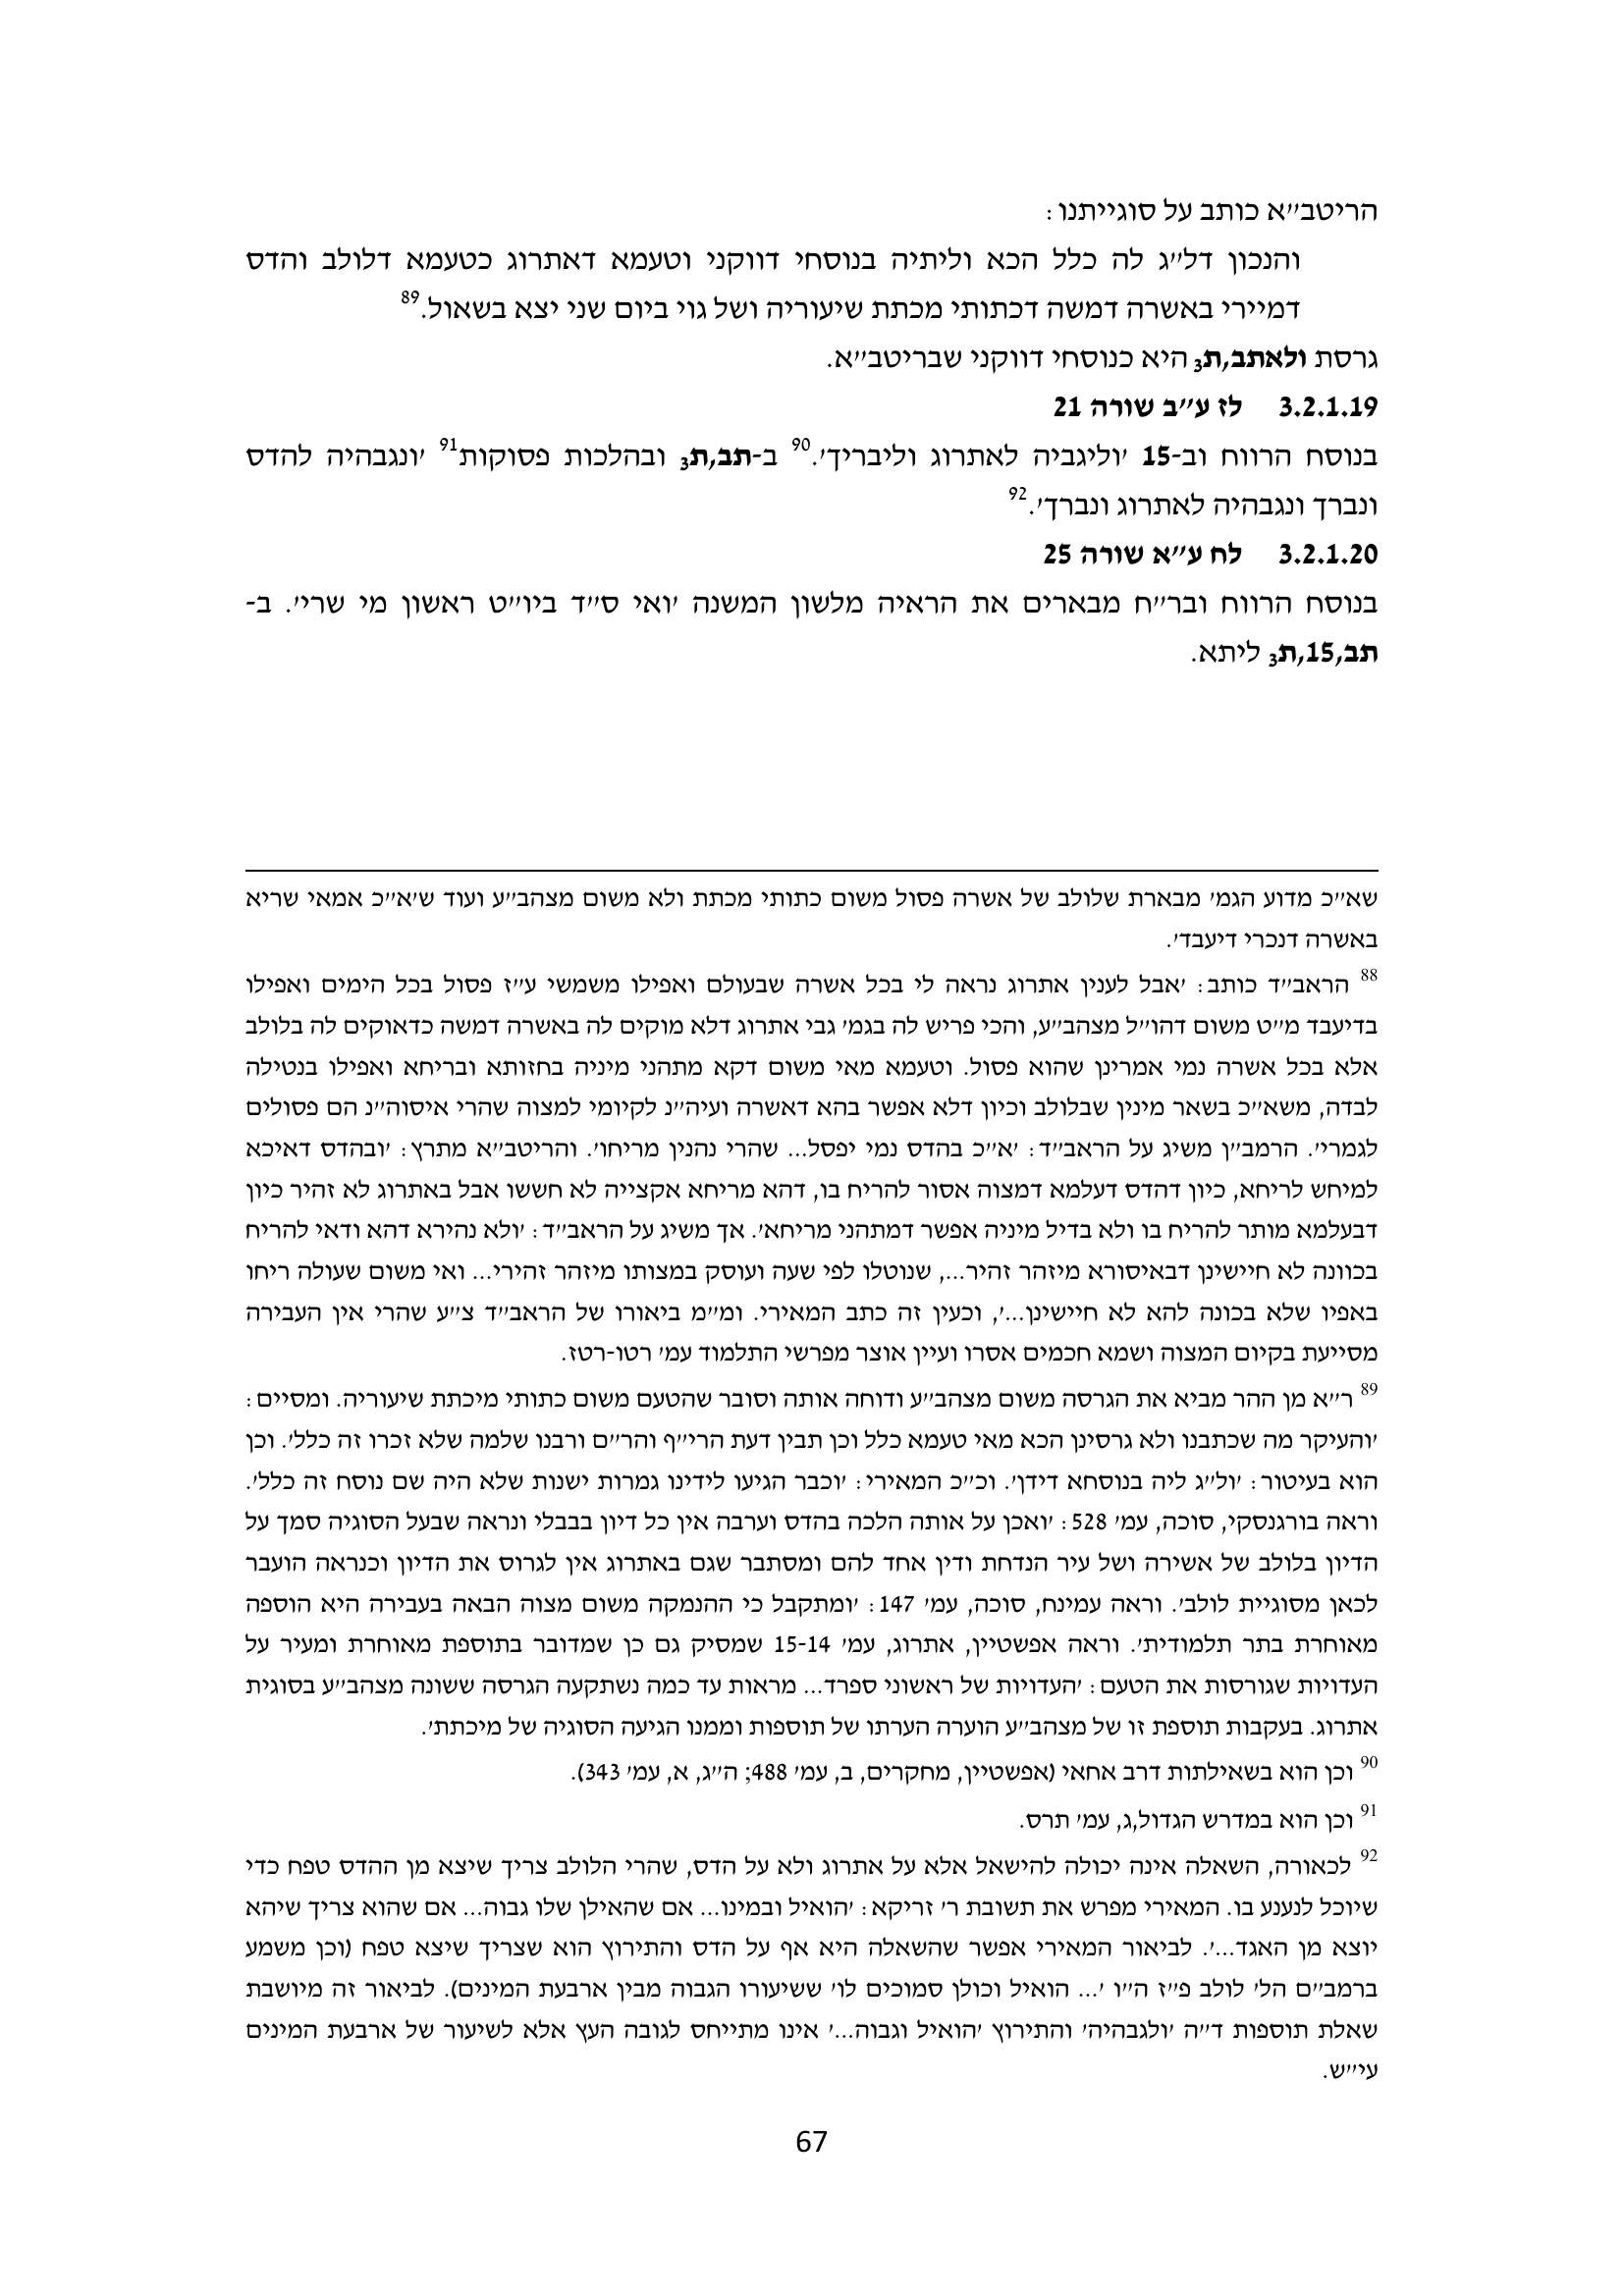 הריטב״א כותב על סוגייתנו:
והנכון דל״ג לה כלל הכא וליתיה בנוסחי דווקני וטעמא דאתרוג כטעמא דלולב והדס
דמיירי באשרה דמשה דכתותי מכתת שיעוריה ושל גוי ביום שני יצא בשאול.89
גרסת ולאתב,ת3 היא כנוסחי דווקני שבריטב״א.
3.2.1.19 לז ע״ב שורה 21
בנוסח הרווח וב-15 ׳וליגביה לאתרוג וליבריך׳.90 ב-תב,ת3 ובהלכות פסוקות91 ׳ונגבהיה להדס
ונברך ונגבהיה לאתרוג ונברך׳.92
3.2.1.20 לח ע״א שורה 25
בנוסח הרווח ובר״ח מבארים את הראיה מלשון המשנה ׳ואי ס״ד ביו״ט ראשון מי שרי׳. ב-
תב,15,ת3 ליתא.
שא״כ מדוע הגמ׳ מבארת שלולב של אשרה פסול משום כתותי מכתת ולא משום מצהב״ע ועוד ש׳א״כ אמאי שריא
באשרה דנכרי דיעבד׳.
88 הראב״ד כותב: ׳אבל לענין אתרוג נראה לי בכל אשרה שבעולם ואפילו משמשי ע״ז פסול בכל הימים ואפילו
בדיעבד מ״ט משום דהו״ל מצהב״ע, והכי פריש לה בגמ׳ גבי אתרוג דלא מוקים לה באשרה דמשה כדאוקים לה בלולב
אלא בכל אשרה נמי אמרינן שהוא פסול. וטעמא מאי משום דקא מתהני מיניה בחזותא ובריחא ואפילו בנטילה
לבדה, משא״כ בשאר מינין שבלולב וכיון דלא אפשר בהא דאשרה ועיה״נ לקיומי למצוה שהרי איסוה״נ הם פסולים
לגמרי׳. הרמב״ן משיג על הראב״ד: ׳א״כ בהדס נמי יפסל... שהרי נהנין מריחו׳. והריטב״א מתרץ: ׳ובהדס דאיכא
למיחש לריחא, כיון דהדס דעלמא דמצוה אסור להריח בו, דהא מריחא אקצייה לא חששו אבל באתרוג לא זהיר כיון
דבעלמא מותר להריח בו ולא בדיל מיניה אפשר דמתהני מריחא׳. אך משיג על הראב״ד: ׳ולא נהירא דהא ודאי להריח
בכוונה לא חיישינן דבאיסורא מיזהר זהיר..., שנוטלו לפי שעה ועוסק במצותו מיזהר זהירי... ואי משום שעולה ריחו
באפיו שלא בכונה להא לא חיישינן...׳, וכעין זה כתב המאירי. ומ״מ ביאורו של הראב״ד צ״ע שהרי אין העבירה
מסייעת בקיום המצוה ושמא חכמים אסרו ועיין אוצר מפרשי התלמוד עמ׳ רטו-רטז.
89 ר״א מן ההר מביא את הגרסה משום מצהב״ע ודוחה אותה וסובר שהטעם משום כתותי מיכתת שיעוריה. ומסיים:
׳והעיקר מה שכתבנו ולא גרסינן הכא מאי טעמא כלל וכן תבין דעת הרי״ף והר״ם ורבנו שלמה שלא זכרו זה כלל׳. וכן
הוא בעיטור: ׳ול״ג ליה בנוסחא דידן׳. וכ״כ המאירי: ׳וכבר הגיעו לידינו גמרות ישנות שלא היה שם נוסח זה כלל׳.
וראה בורגנסקי, סוכה, עמ׳ 528: ׳ואכן על אותה הלכה בהדס וערבה אין כל דיון בבבלי ונראה שבעל הסוגיה סמך על
הדיון בלולב של אשירה ושל עיר הנדחת ודין אחד להם ומסתבר שגם באתרוג אין לגרוס את הדיון וכנראה הועבר
לכאן מסוגיית לולב׳. וראה עמינח, סוכה, עמ׳ 147: ׳ומתקבל כי ההנמקה משום מצוה הבאה בעבירה היא הוספה
מאוחרת בתר תלמודית׳. וראה אפשטיין, אתרוג, עמ׳ 15-14 שמסיק גם כן שמדובר בתוספת מאוחרת ומעיר על
העדויות שגורסות את הטעם: ׳העדויות של ראשוני ספרד... מראות עד כמה נשתקעה הגרסה ששונה מצהב״ע בסוגית
אתרוג. בעקבות תוספת זו של מצהב״ע הוערה הערתו של תוספות וממנו הגיעה הסוגיה של מיכתת׳.
90 וכן הוא בשאילתות דרב אחאי (אפשטיין, מחקרים, ב, עמ׳ 488; ה״ג, א, עמ׳ 343).
91 וכן הוא במדרש הגדול,ג, עמ׳ תרס.
92 לכאורה, השאלה אינה יכולה להישאל אלא על אתרוג ולא על הדס, שהרי הלולב צריך שיצא מן ההדס טפח כדי
שיוכל לנענע בו. המאירי מפרש את תשובת ר׳ זריקא: ׳הואיל ובמינו... אם שהאילן שלו גבוה... אם שהוא צריך שיהא
יוצא מן האגד...׳. לביאור המאירי אפשר שהשאלה היא אף על הדס והתירוץ הוא שצריך שיצא טפח (וכן משמע
ברמב״ם הל׳ לולב פ״ז ה״ו ׳... הואיל וכולן סמוכים לו׳ ששיעורו הגבוה מבין ארבעת המינים). לביאור זה מיושבת
שאלת תוספות ד״ה ׳ולגבהיה׳ והתירוץ ׳הואיל וגבוה...׳ אינו מתייחס לגובה העץ אלא לשיעור של ארבעת המינים
עי״ש.
67